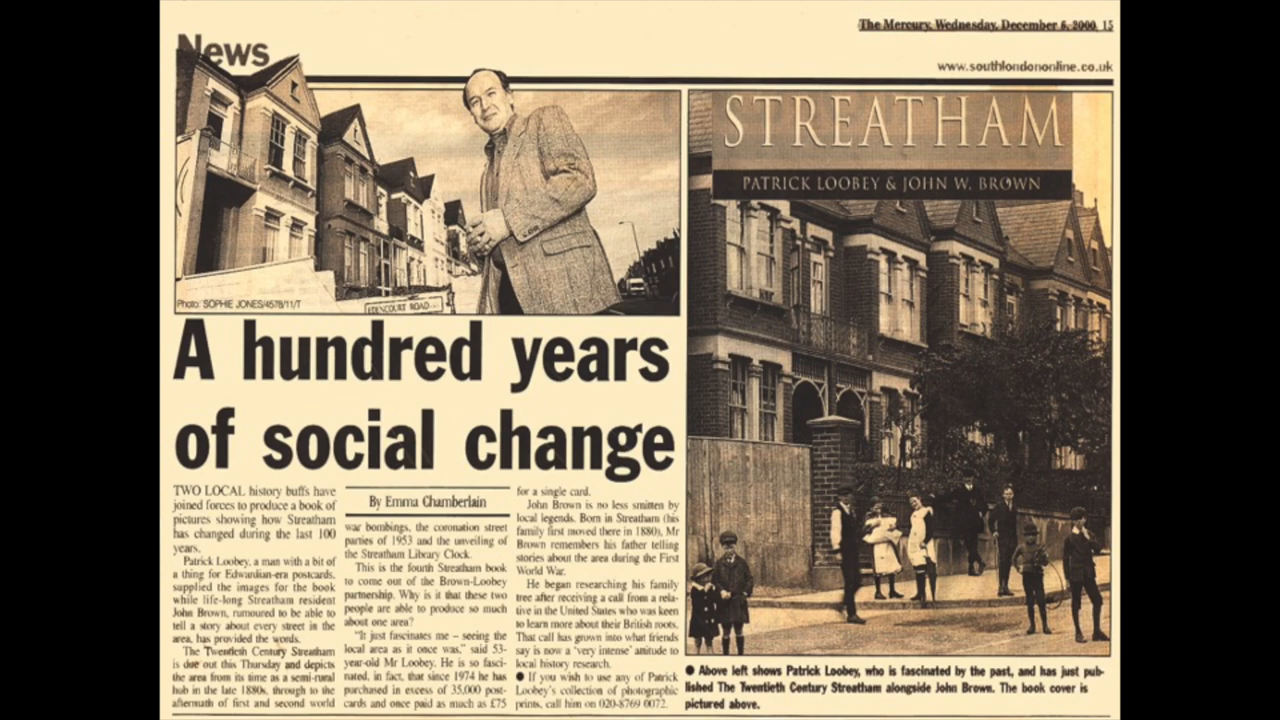 The Mercury, Wednesday, December 6, 2000 15
News
www.southlondononline.co.uk
Photo: SOPHIE JONES/4578/11/T
EDENCOURT ROAD
STREATHAM
PATRICK LOOBEY & JOHN W. BROWN
A hundred years
of social change
TWO LOCAL history buffs have
joined forces to produce a book of
pictures showing how Streatham
has changed during the last 100
years.
Patrick Loobey, a man with a bit of
a thing for Edwardian-era postcards,
supplied the images for the book
while life-long Streatham resident
John Brown, rumoured to be able to
tell a story about every street in the
area, has provided the words.
The Twentieth Century Streatham
is due out this Thursday and depicts
the area from its time as a semi-rural
hub in the late 1880s, through to the
aftermath of first and second world
By Emma Chamberlain
war bombings, the coronation street
parties of 1953 and the unveiling of
the Streatham Library Clock.
This is the fourth Streatham book
to come out of the Brown-Loobey
partnership. Why is it that these two
people are able to produce so much
about one area?
“It just fascinates me – seeing the
local area as it once was,” said 53-
year-old Mr Loobey. He is so fasci-
nated, in fact, that since 1974 he has
purchased in excess of 35,000 post-
cards and once paid as much as £75
for a single card.
John Brown is no less smitten by
local legends. Born in Streatham (his
family first moved there in 1880), Mr
Brown remembers his father telling
stories about the area during the First
World War.
He began researching his family
tree after receiving a call from a rela-
tive in the United States who was keen
to learn more about their British roots.
That call has grown into what friends
say is now a ‘very intense’ attitude to
local history research.
● If you wish to use any of Patrick
Loobey’s collection of photographic
prints, call him on 020-8769 0072.
● Above left shows Patrick Loobey, who is fascinated by the past, and has just pub-
lished The Twentieth Century Streatham alongside John Brown. The book cover is
pictured above.